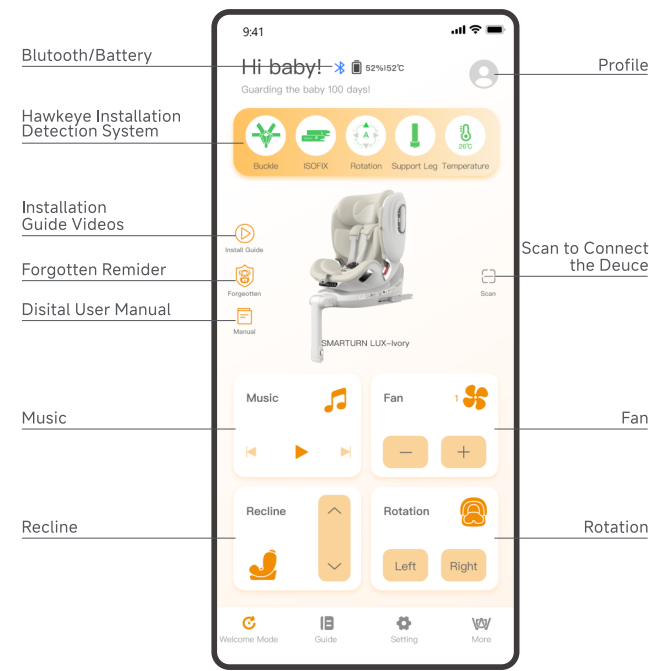 9:41
Blutooth/Battery
Hi baby!
52%|52℃
Profile
Guarding the baby 100 days!
Hawkeye Installation
Detection System
A
26℃
Buckle
ISOFIX
Rotation
Support Leg
Temperature
Installation
Guide Videos
Install Guide
Scan to Connect
the Deuce
Forgotten Remider
Forgeotten
Scan
Disital User Manual
Manual
SMARTURN LUX-Ivory
Music
Music
Fan
1
Fan
Recline
Recline
Rotation
Rotation
Left
Right
Welcome Mode
Guide
Setting
More